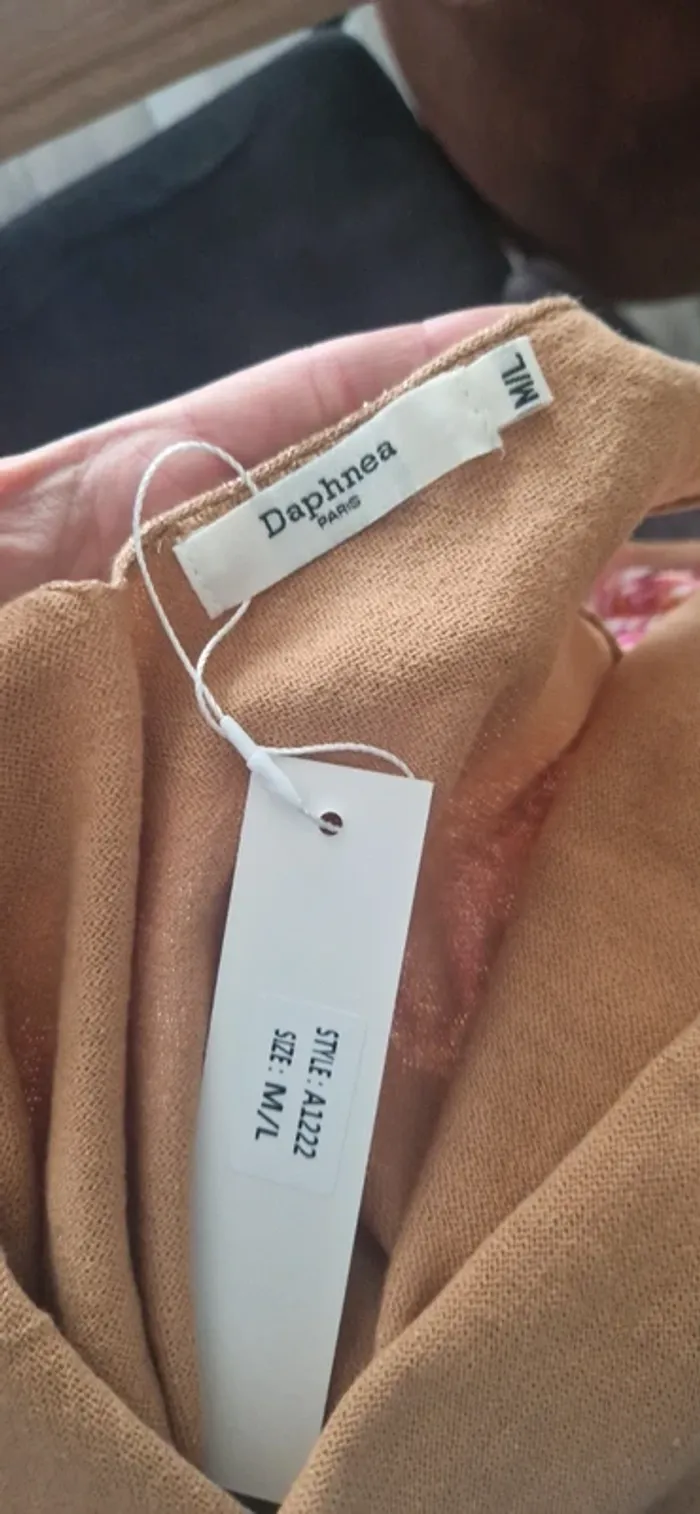 Daphnea
PARIS
M/L
STYLE: A1222
SIZE: M/L